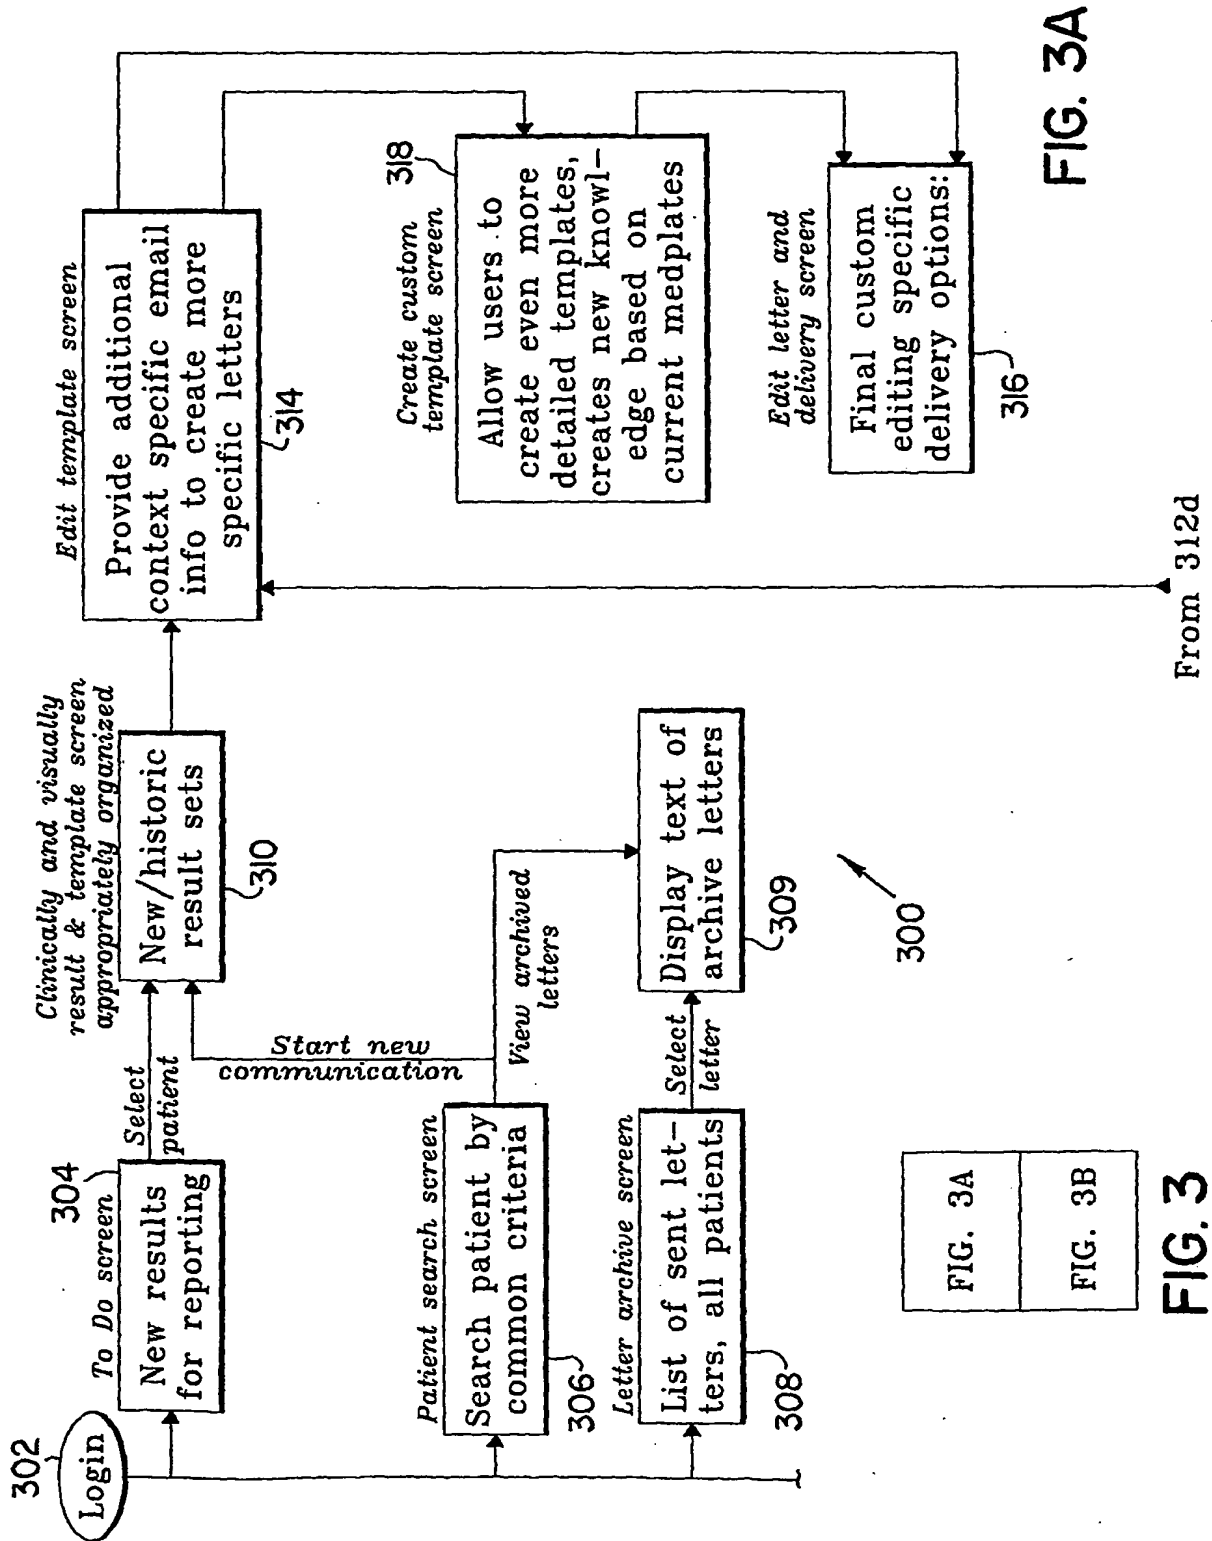 302
Login
To Do screen
304
New results
for reporting
Select
patient
Clinically and visually
result & template screen
appropriately organized
New/historic
result sets
310
Edit template screen
Provide additional
context specific email
info to create more
specific letters
314
Patient search screen
Search patient by
common criteria
306
Start new
communication
View archived
letters
Letter archive screen
List of sent let-
ters, all patients
308
Select
letter
Display text of
archive letters
309
Create custom
template screen
318
Allow users to
create even more
detailed templates,
creates new knowl-
edge based on
current medplates
Edit letter and
delivery screen
Final custom
editing specific
delivery options:
316
300
From 312d
FIG. 3A
FIG. 3A
FIG. 3B
FIG. 3